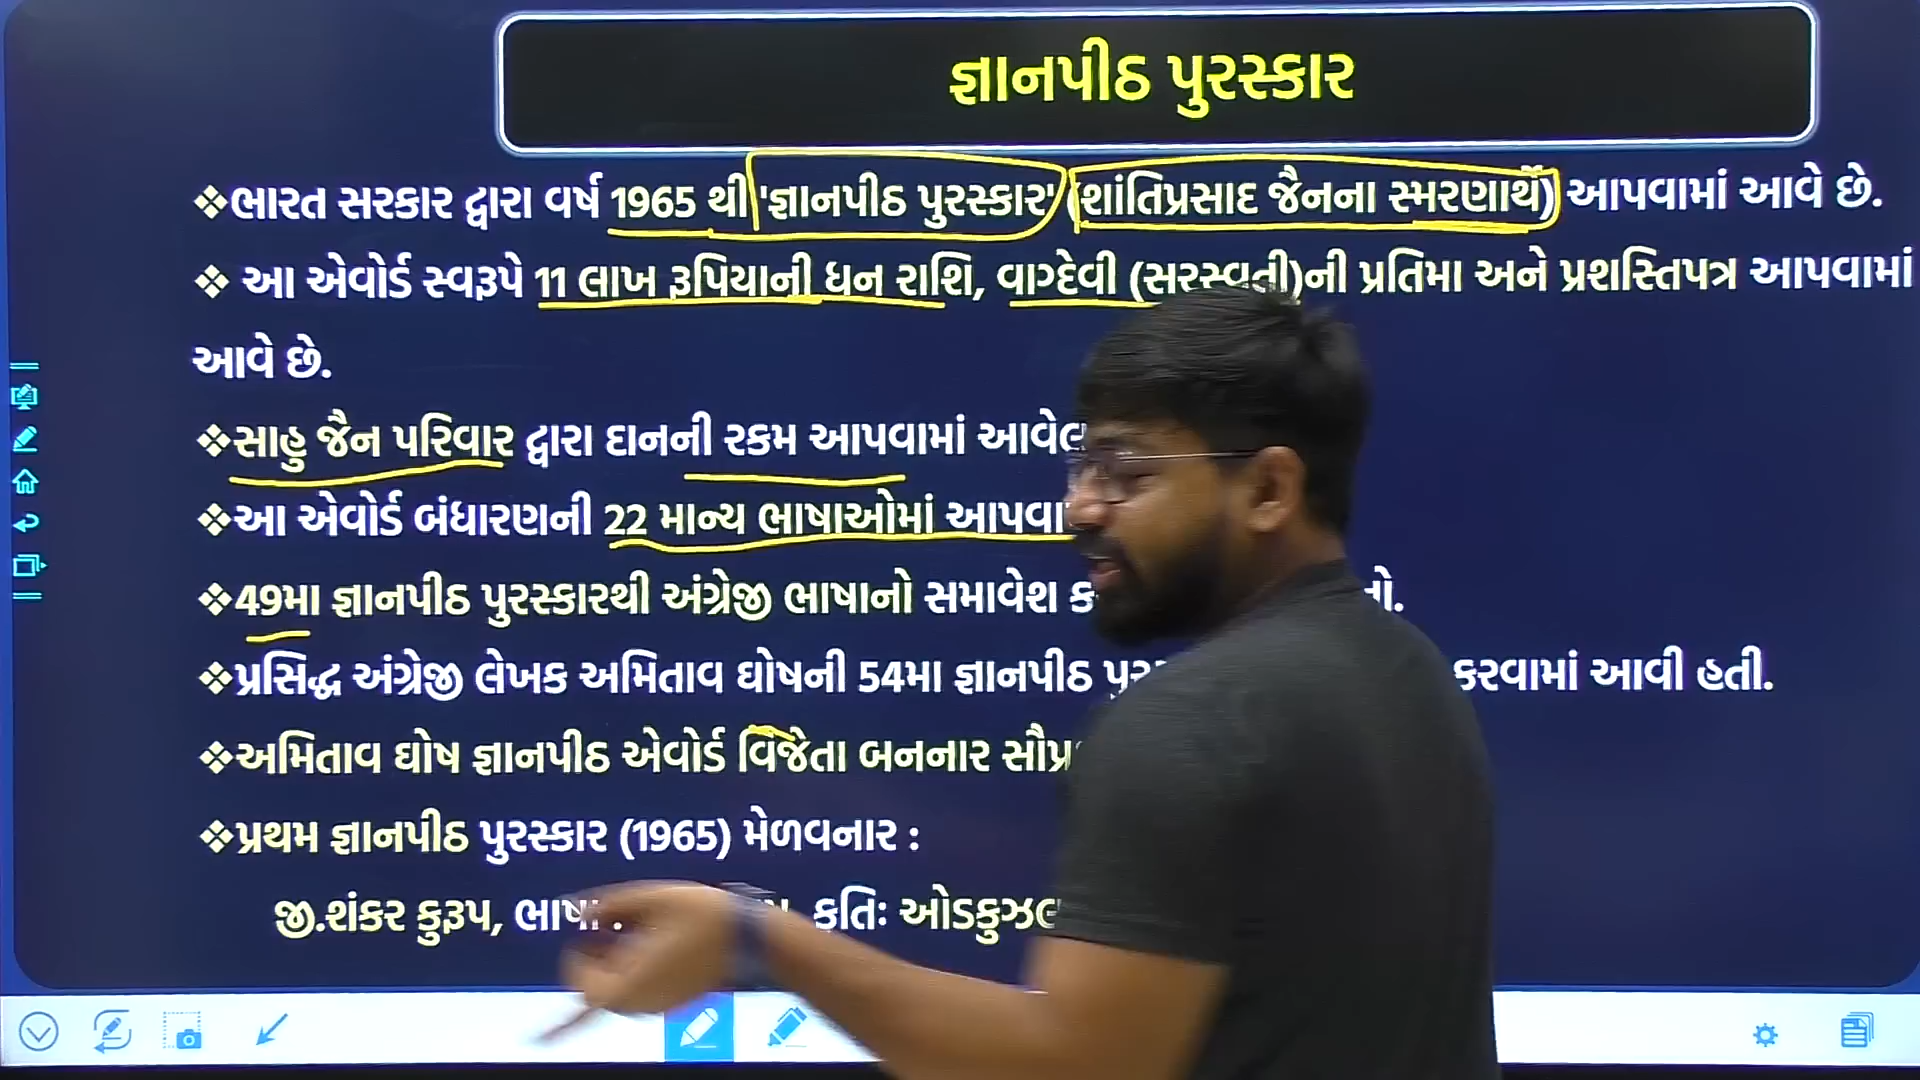 જ્ઞાનપીઠ પુરસ્કાર
❖ભારત સરકાર દ્વારા વર્ષ 1965 થી 'જ્ઞાનપીઠ પુરસ્કાર' (શાંતિપ્રસાદ જૈનના સ્મરણાર્થે) આપવામાં આવે છે.
❖ આ એવોર્ડ સ્વરૂપે 11 લાખ રૂપિયાની ધન રાશિ, વાગ્દેવી (સરસ્વતી)ની પ્રતિમા અને પ્રશસ્તિપત્ર આપવામાં
આવે છે.
❖સાહુ જૈન પરિવાર દ્વારા દાનની રકમ આપવામાં
❖આ એવોર્ડ બંધારણની 22 માન્ય ભાષાઓમાં
❖49મા જ્ઞાનપીઠ પુરસ્કારથી અંગ્રેજી ભાષાનો સમાવેશ
❖પ્રસિદ્ધ અંગ્રેજી લેખક અમિતાવ ઘોષની 54મા જ્ઞાનપીઠ કરવામાં આવી હતી.
❖અમિતાવ ઘોષ જ્ઞાનપીઠ એવોર્ડ વિજેતા બનનાર
❖પ્રથમ જ્ઞાનપીઠ પુરસ્કાર (1965) મેળવનાર :
જી.શંકર કુરૂપ, કૃતિઃ